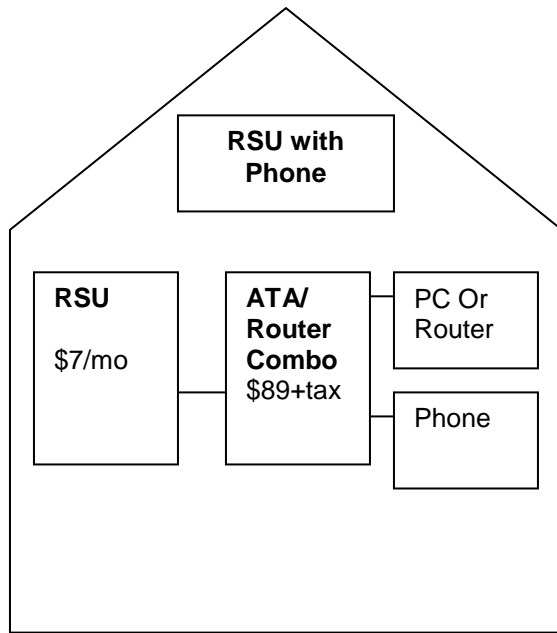 RSU with
Phone
RSU
$7/mo
ATA/
Router
Combo
$89+tax
PC Or
Router
Phone